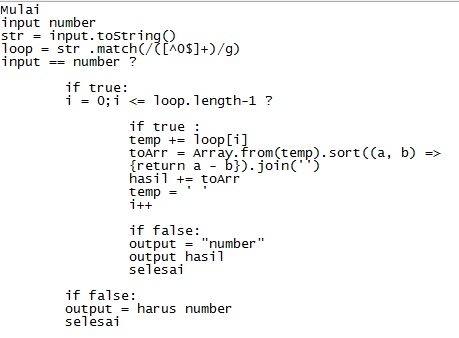 Mulai
input number
str = input.toString()
loop = str .match(/([^0$]+)/g)
input == number ?
if true:
i = 0;i <= loop.length-1 ?
if true :
temp += loop[i]
toArr = Array.from(temp).sort((a, b) =>
{return a - b}).join('')
hasil += toArr
temp = ' '
i++
if false:
output = "number"
output hasil
selesai
if false:
output = harus number
selesai